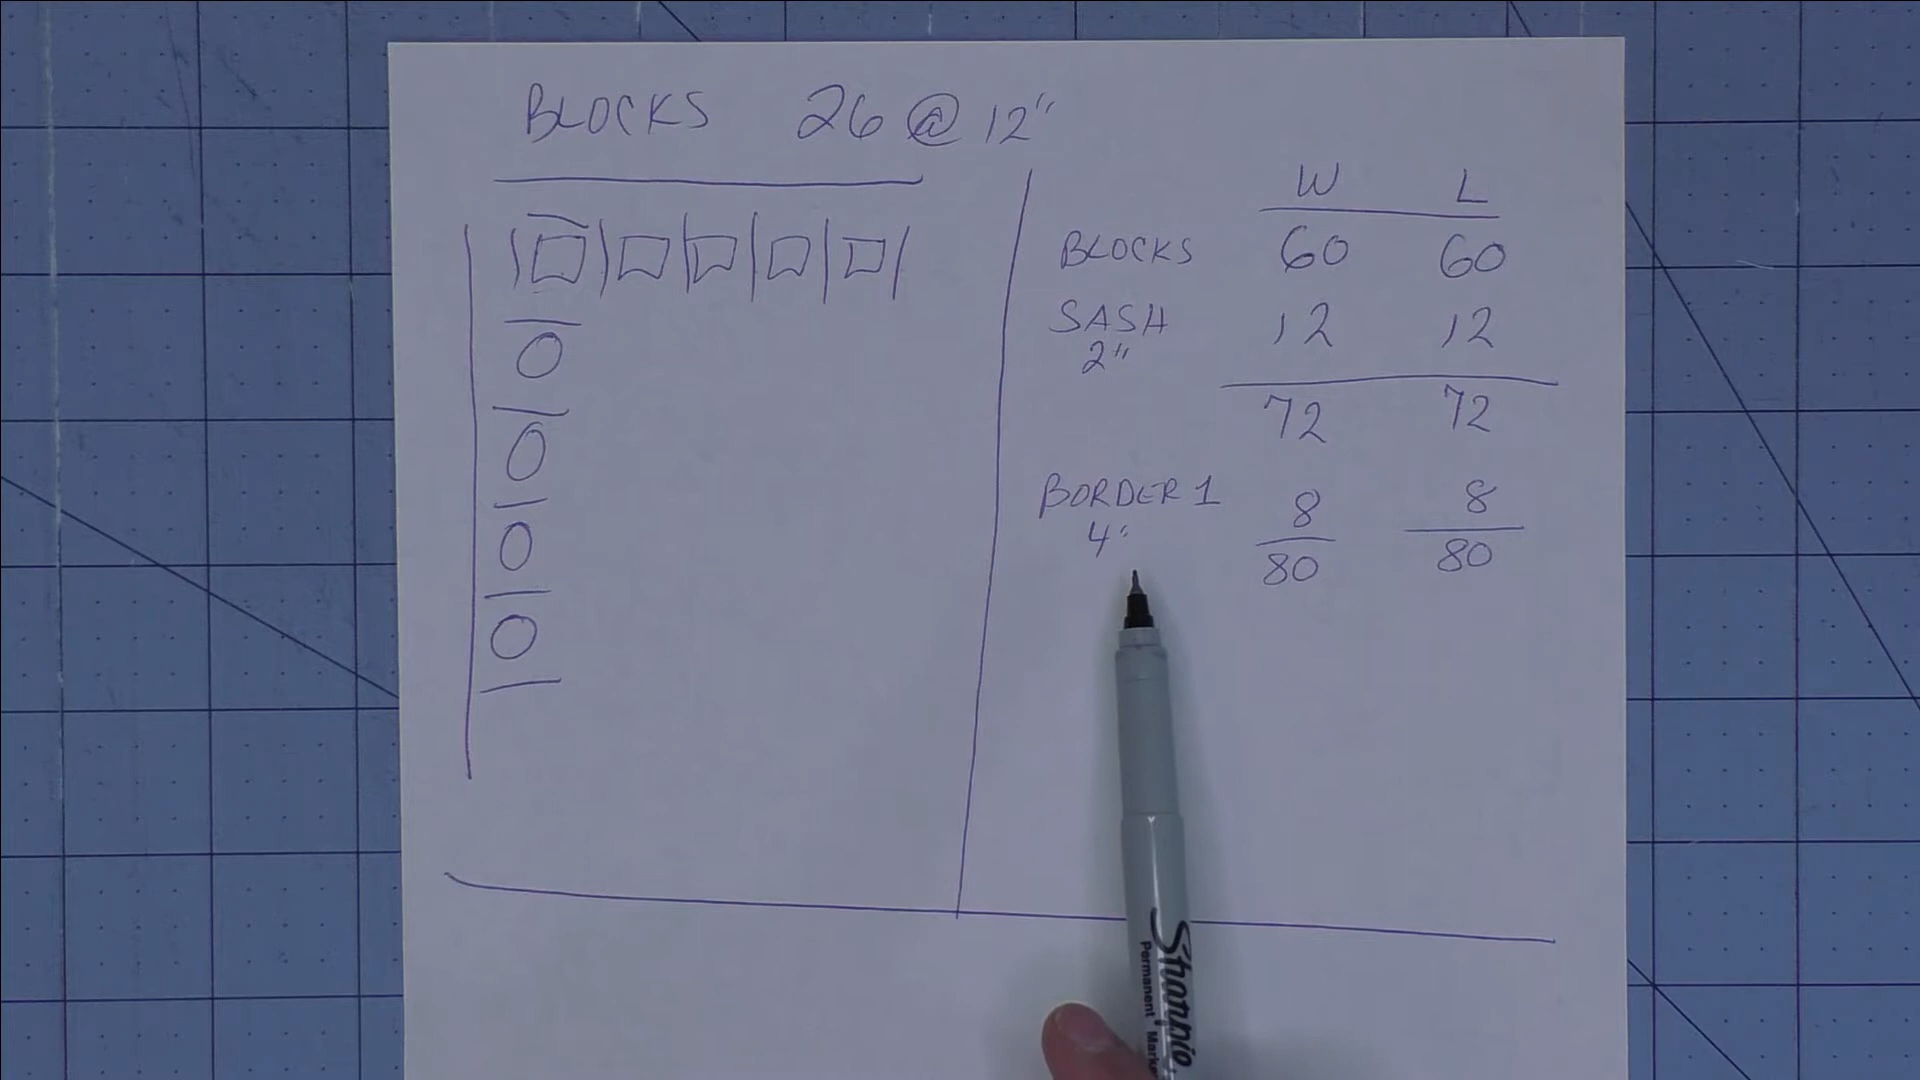 BLOCKS 26 @ 12"
W L
BLOCKS 60 60
SASH 12 12
2"
72 72
BORDER 1 8 8
4"
80 80
Sharpie
Permanent Marke